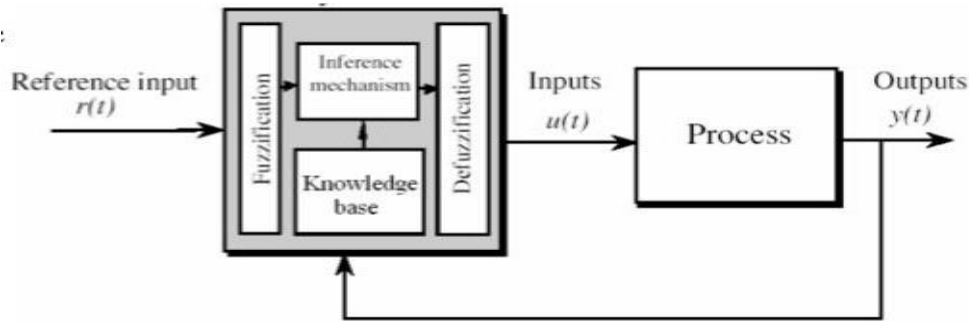 Reference input
r(t)
Fuzzification
Inference
mechanism
Knowledge
base
Defuzzification
Inputs
u(t)
Process
Outputs
y(t)